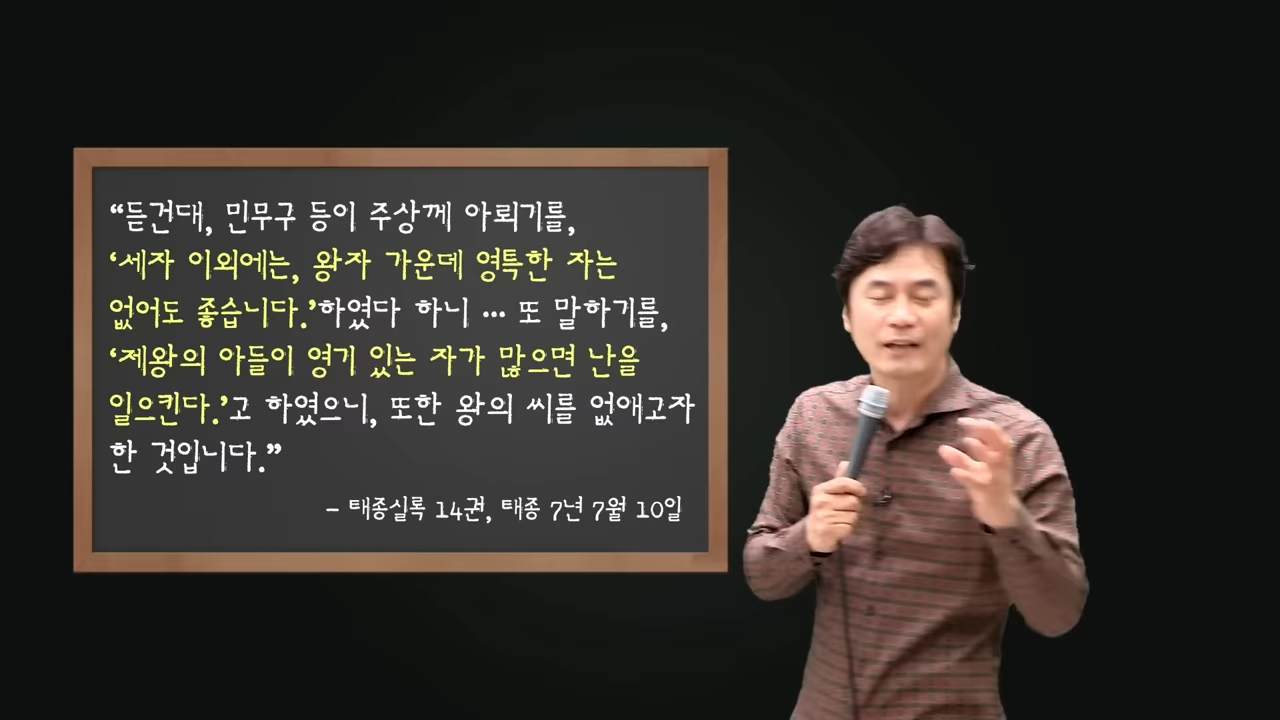 “듣건대, 민무구 등이 주상께 아뢰기를,
‘세자 이외에는, 왕자 가운데 영특한 자는
없어도 좋습니다.’하였다 하니 … 또 말하기를,
‘제왕의 아들이 영기 있는 자가 많으면 난을
일으킨다.’고 하였으니, 또한 왕의 씨를 없애고자
한 것입니다.”
– 태종실록 14권, 태종 7년 7월 10일